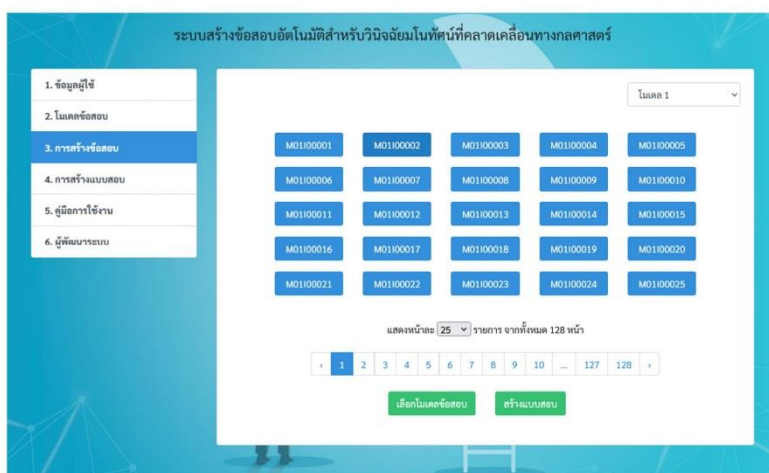 ระบบสร้างข้อสอบอัตโนมัติสำหรับวินิจฉัยมโนทัศน์ที่คลาดเคลื่อนทางกลศาสตร์
1. ข้อมูลผู้ใช้
2. โมเดลข้อสอบ
3. การสร้างข้อสอบ
4. การสร้างแบบสอบ
5. คู่มือการใช้งาน
6. ผู้พัฒนาระบบ
โมเดล 1
M01I00001 M01I00002 M01I00003 M01I00004 M01I00005
M01I00006 M01I00007 M01I00008 M01I00009 M01I00010
M01I00011 M01I00012 M01I00013 M01I00014 M01I00015
M01I00016 M01I00017 M01I00018 M01I00019 M01I00020
M01I00021 M01I00022 M01I00023 M01I00024 M01I00025
แสดงหน้าละ 25 รายการ จากทั้งหมด 128 หน้า
‹ 1 2 3 4 5 6 7 8 9 10 ... 127 128 ›
เลือกโมเดลข้อสอบ สร้างแบบสอบ